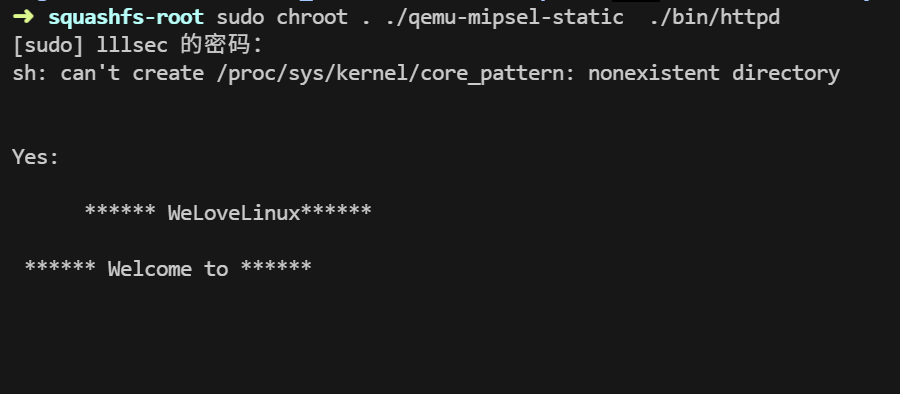 ➜ squashfs-root sudo chroot . ./qemu-mipsel-static  ./bin/httpd
[sudo] lllsec 的密码：
sh: can't create /proc/sys/kernel/core_pattern: nonexistent directory
Yes:
****** WeLoveLinux******
****** Welcome to ******